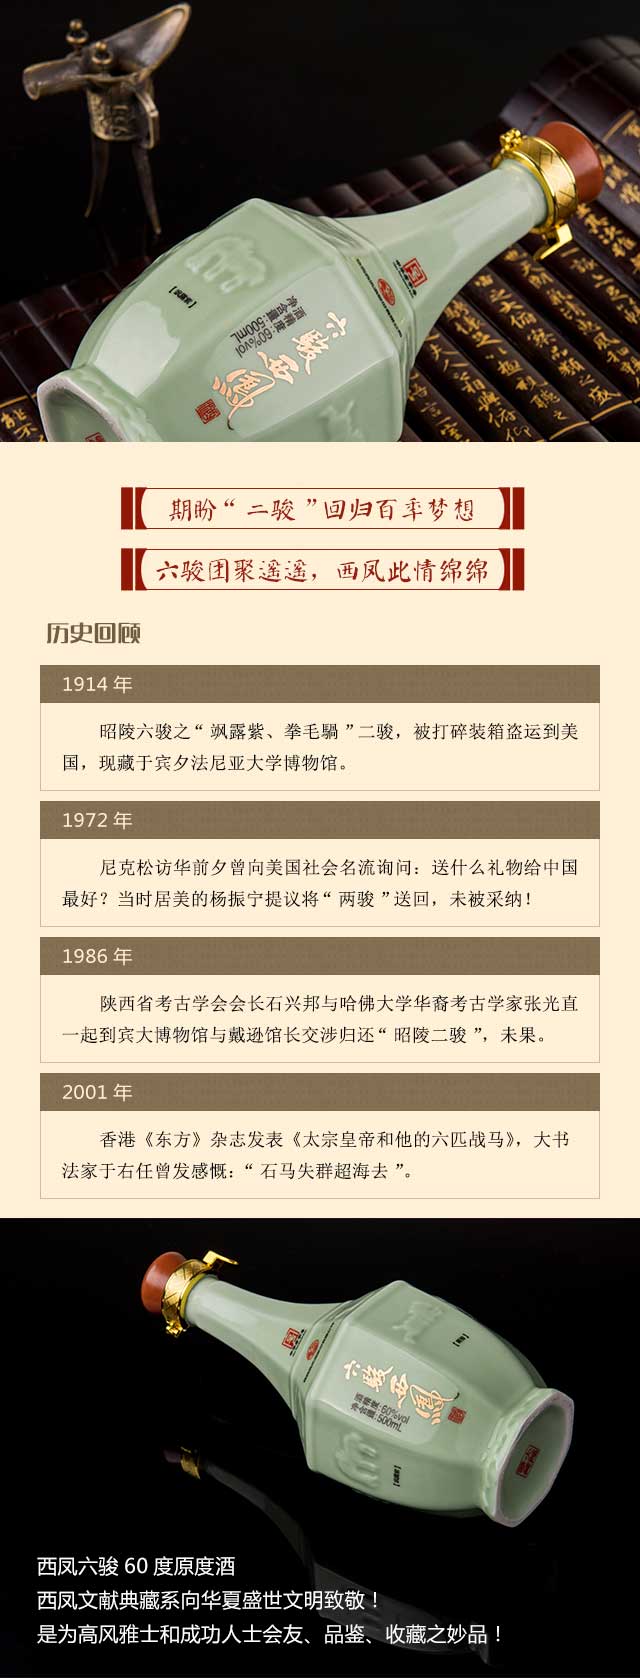 六駿西鳳
酒精度:60%vol
净含量:500mL
期盼“二骏”回归百年梦想
六骏团聚遥遥，西凤此情绵绵
历史回顾
1914 年
昭陵六骏之“飒露紫、拳毛騧”二骏，被打碎装箱盗运到美
国，现藏于宾夕法尼亚大学博物馆。
1972 年
尼克松访华前夕曾向美国社会名流询问：送什么礼物给中国
最好？当时居美的杨振宁提议将“两骏”送回，未被采纳！
1986 年
陕西省考古学会会长石兴邦与哈佛大学华裔考古学家张光直
一起到宾大博物馆与戴逊馆长交涉归还“昭陵二骏”，未果。
2001 年
香港《东方》杂志发表《太宗皇帝和他的六匹战马》，大书
法家于右任曾发感慨：“石马失群超海去”。
六駿西鳳
酒精度:60%vol
净含量:500mL
西凤六骏 60 度原度酒
西凤文献典藏系向华夏盛世文明致敬！
是为高风雅士和成功人士会友、品鉴、收藏之妙品！